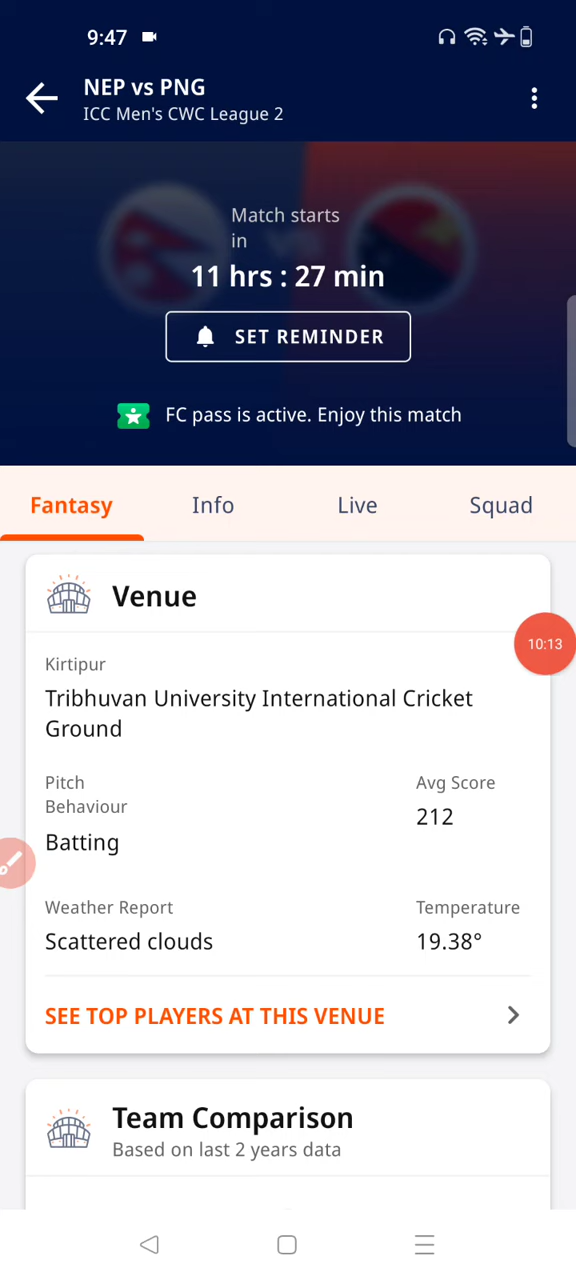 9:47
NEP vs PNG
ICC Men's CWC League 2
Match starts
in
11 hrs : 27 min
SET REMINDER
FC pass is active. Enjoy this match
Fantasy Info Live Squad
Venue
10:13
Kirtipur
Tribhuvan University International Cricket
Ground
Pitch
Behaviour
Batting
Avg Score
212
Weather Report
Scattered clouds
Temperature
19.38°
SEE TOP PLAYERS AT THIS VENUE
Team Comparison
Based on last 2 years data